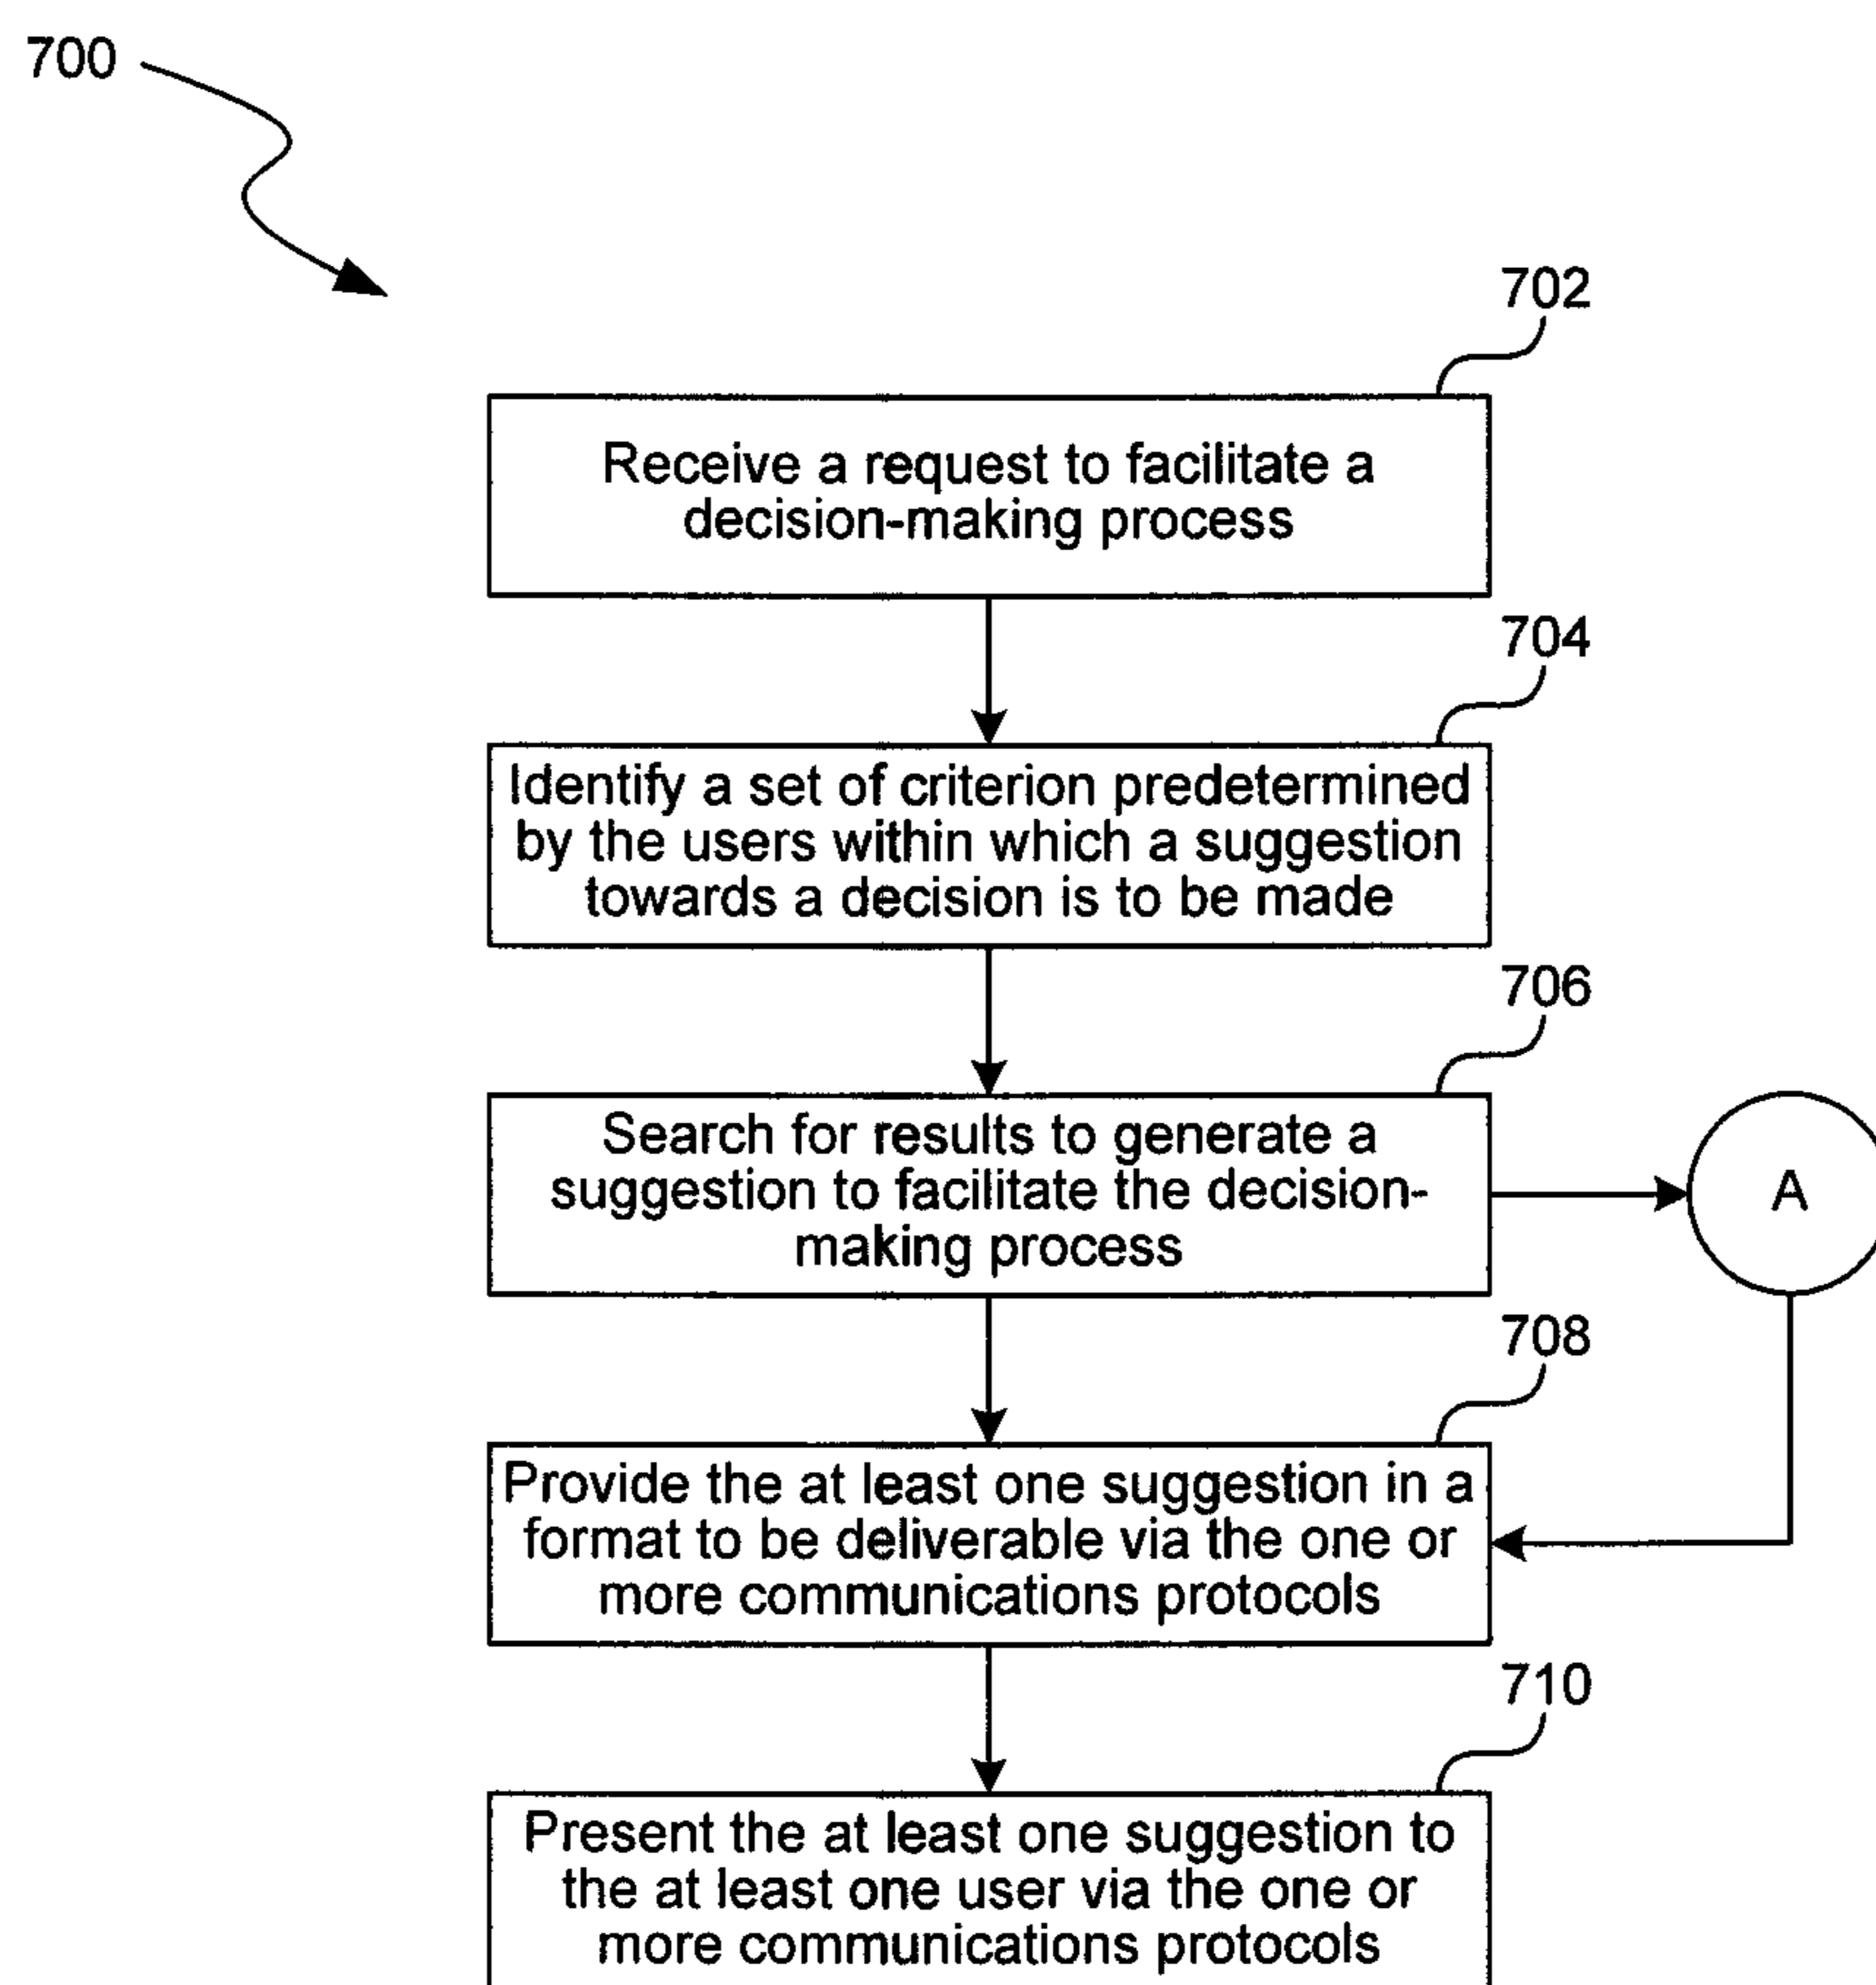 700
702
Receive a request to facilitate a
decision-making process
704
Identify a set of criterion predetermined
by the users within which a suggestion
towards a decision is to be made
706
Search for results to generate a
suggestion to facilitate the decision-
making process
A
708
Provide the at least one suggestion in a
format to be deliverable via the one or
more communications protocols
710
Present the at least one suggestion to
the at least one user via the one or
more communications protocols